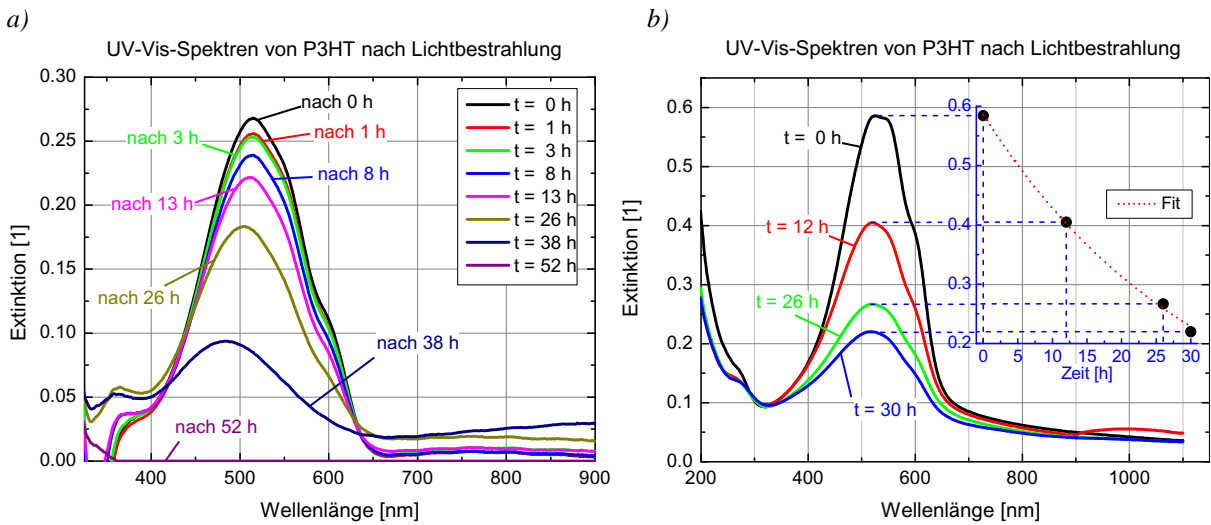 a)
UV-Vis-Spektren von P3HT nach Lichtbestrahlung
Extinktion [1]
0.30
0.25
0.20
0.15
0.10
0.05
0.00
400 500 600 700 800 900
Wellenlänge [nm]
nach 0 h
nach 1 h
nach 3 h
nach 8 h
nach 13 h
nach 26 h
nach 38 h
nach 52 h
t = 0 h
t = 1 h
t = 3 h
t = 8 h
t = 13 h
t = 26 h
t = 38 h
t = 52 h
b)
UV-Vis-Spektren von P3HT nach Lichtbestrahlung
Extinktion [1]
0.6
0.5
0.4
0.3
0.2
0.1
0.0
200 400 600 800 1000
Wellenlänge [nm]
t = 0 h
t = 12 h
t = 26 h
t = 30 h
0.6
0.5
0.4
0.3
0.2
0 5 10 15 20 25 30
Zeit [h]
Fit